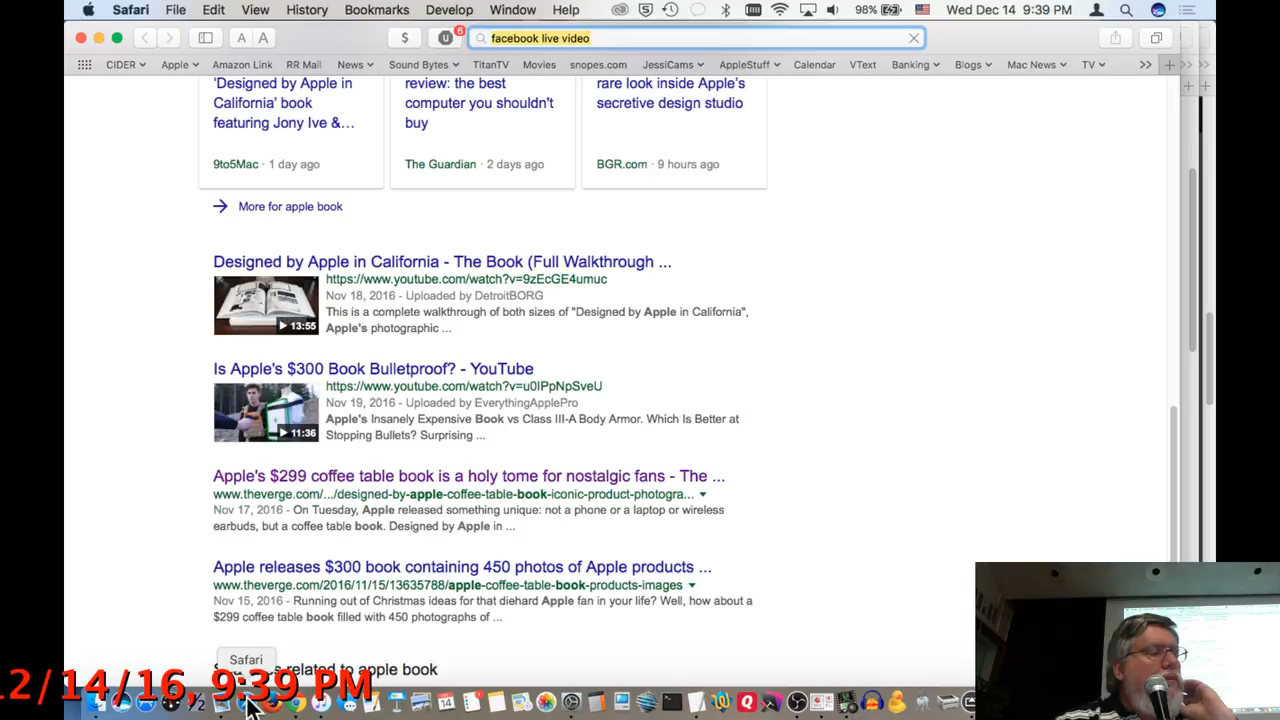 Safari File Edit View History Bookmarks Develop Window Help 98% Wed Dec 14 9:39 PM
A A $ U 6 facebook live video
CIDER Apple Amazon Link RR Mail News Sound Bytes TitanTV Movies snopes.com JessiCams AppleStuff Calendar VText Banking Blogs Mac News TV
'Designed by Apple in
California' book
featuring Jony Ive &…
9to5Mac · 1 day ago
review: the best
computer you shouldn't
buy
The Guardian · 2 days ago
rare look inside Apple's
secretive design studio
BGR.com · 9 hours ago
More for apple book
Designed by Apple in California - The Book (Full Walkthrough ...
https://www.youtube.com/watch?v=9zEcGE4umuc
Nov 18, 2016 - Uploaded by DetroitBORG
This is a complete walkthrough of both sizes of "Designed by Apple in California",
Apple's photographic ...
13:55
Is Apple's $300 Book Bulletproof? - YouTube
https://www.youtube.com/watch?v=u0IPpNpSveU
Nov 19, 2016 - Uploaded by EverythingApplePro
Apple's Insanely Expensive Book vs Class III-A Body Armor. Which Is Better at
Stopping Bullets? Surprising ...
11:36
Apple's $299 coffee table book is a holy tome for nostalgic fans - The ...
www.theverge.com/.../designed-by-apple-coffee-table-book-iconic-product-photogra...
Nov 17, 2016 - On Tuesday, Apple released something unique: not a phone or a laptop or wireless
earbuds, but a coffee table book. Designed by Apple in ...
Apple releases $300 book containing 450 photos of Apple products ...
www.theverge.com/2016/11/15/13635788/apple-coffee-table-book-products-images
Nov 15, 2016 - Running out of Christmas ideas for that diehard Apple fan in your life? Well, how about a
$299 coffee table book filled with 450 photographs of ...
Safari
related to apple book
2/14/16, 9:39 PM